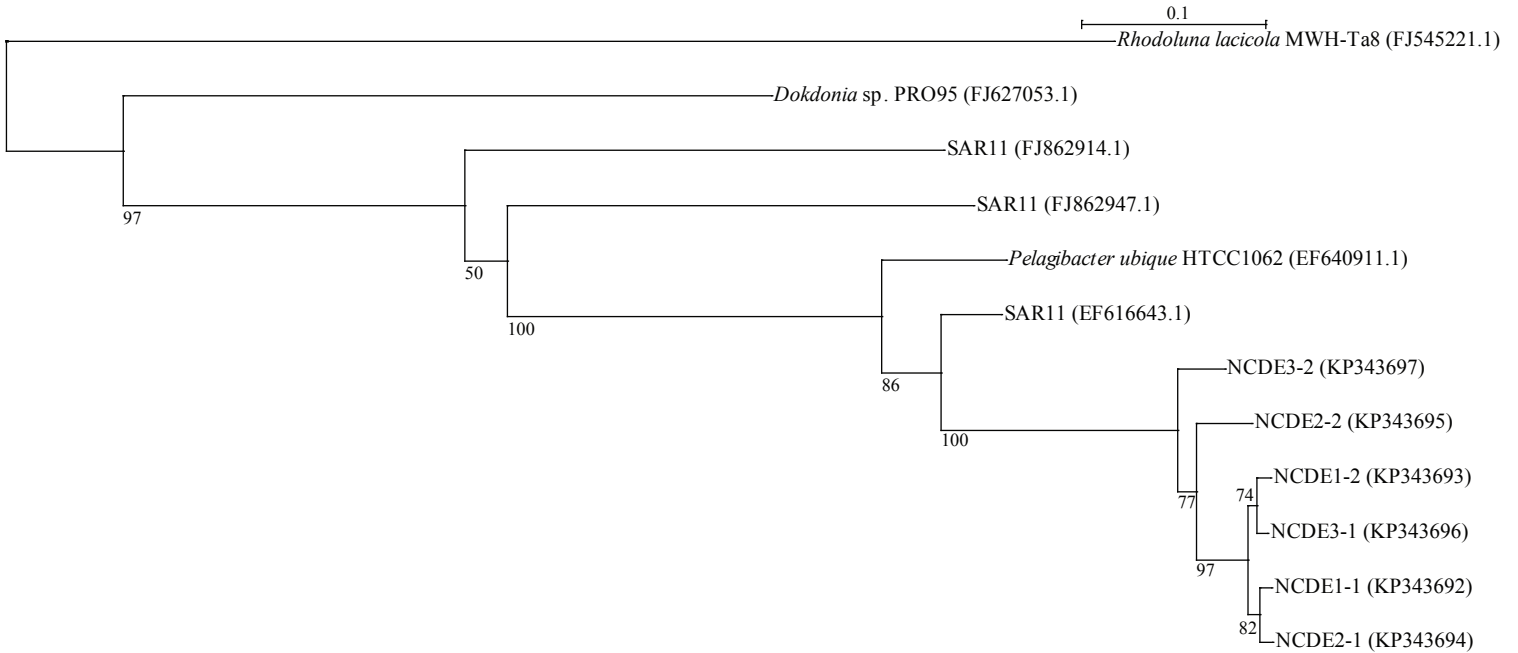 0.1
Rhodoluna lacicola MWH-Ta8 (FJ545221.1)
Dokdonia sp. PRO95 (FJ627053.1)
SAR11 (FJ862914.1)
SAR11 (FJ862947.1)
97
Pelagibacter ubique HTCC1062 (EF640911.1)
50
SAR11 (EF616643.1)
100
NCDE3-2 (KP343697)
86
NCDE2-2 (KP343695)
100
NCDE1-2 (KP343693)
74
77
NCDE3-1 (KP343696)
97
NCDE1-1 (KP343692)
82
NCDE2-1 (KP343694)